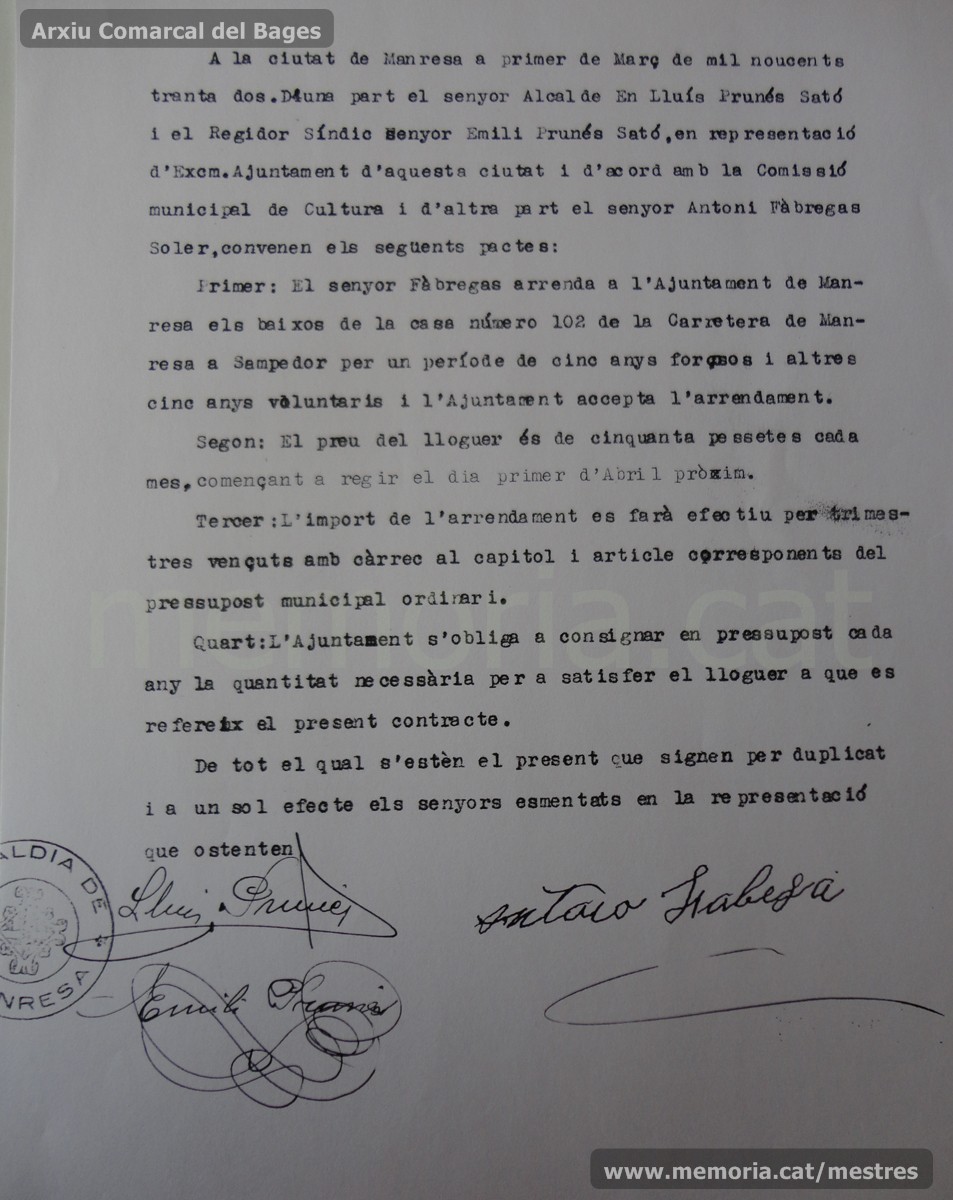 Arxiu Comarcal del Bages
A la ciutat de Manresa a primer de Març de mil noucents
tranta dos.D'una part el senyor Alcalde En Lluís Prunés Sató
i el Regidor Síndic senyor Emili Prunés Sató,en representació
d'Excm.Ajuntament d'aquesta ciutat i d'acord amb la Comissió
municipal de Cultura i d'altra part el senyor Antoni Fàbregas
Soler,convenen els següents pactes:
Primer: El senyor Fàbregas arrenda a l'Ajuntament de Man-
resa els baixos de la casa número 102 de la Carretera de Man-
resa a Sampedor per un període de cinc anys forçosos i altres
cinc anys voluntaris i l'Ajuntament accepta l'arrendament.
Segon: El preu del lloguer és de cinquanta pessetes cada
mes,començant a regir el dia primer d'Abril pròxim.
Tercer:L'import de l'arrendament es farà efectiu per trimes-
tres vençuts amb càrrec al capitol i article corresponents del
pressupost municipal ordinari.
memoria.cat
Quart:L'Ajuntament s'obliga a consignar en pressupost cada
any la quantitat necessària per a satisfer el lloguer a que es
refereix el present contracte.
De tot el qual s'estèn el present que signen per duplicat
i a un sol efecte els senyors esmentats en la representació
que ostenten
ALDIA DE
NRESA
Lluis Prunés
Emili Prunés
www.memoria.cat/mestres